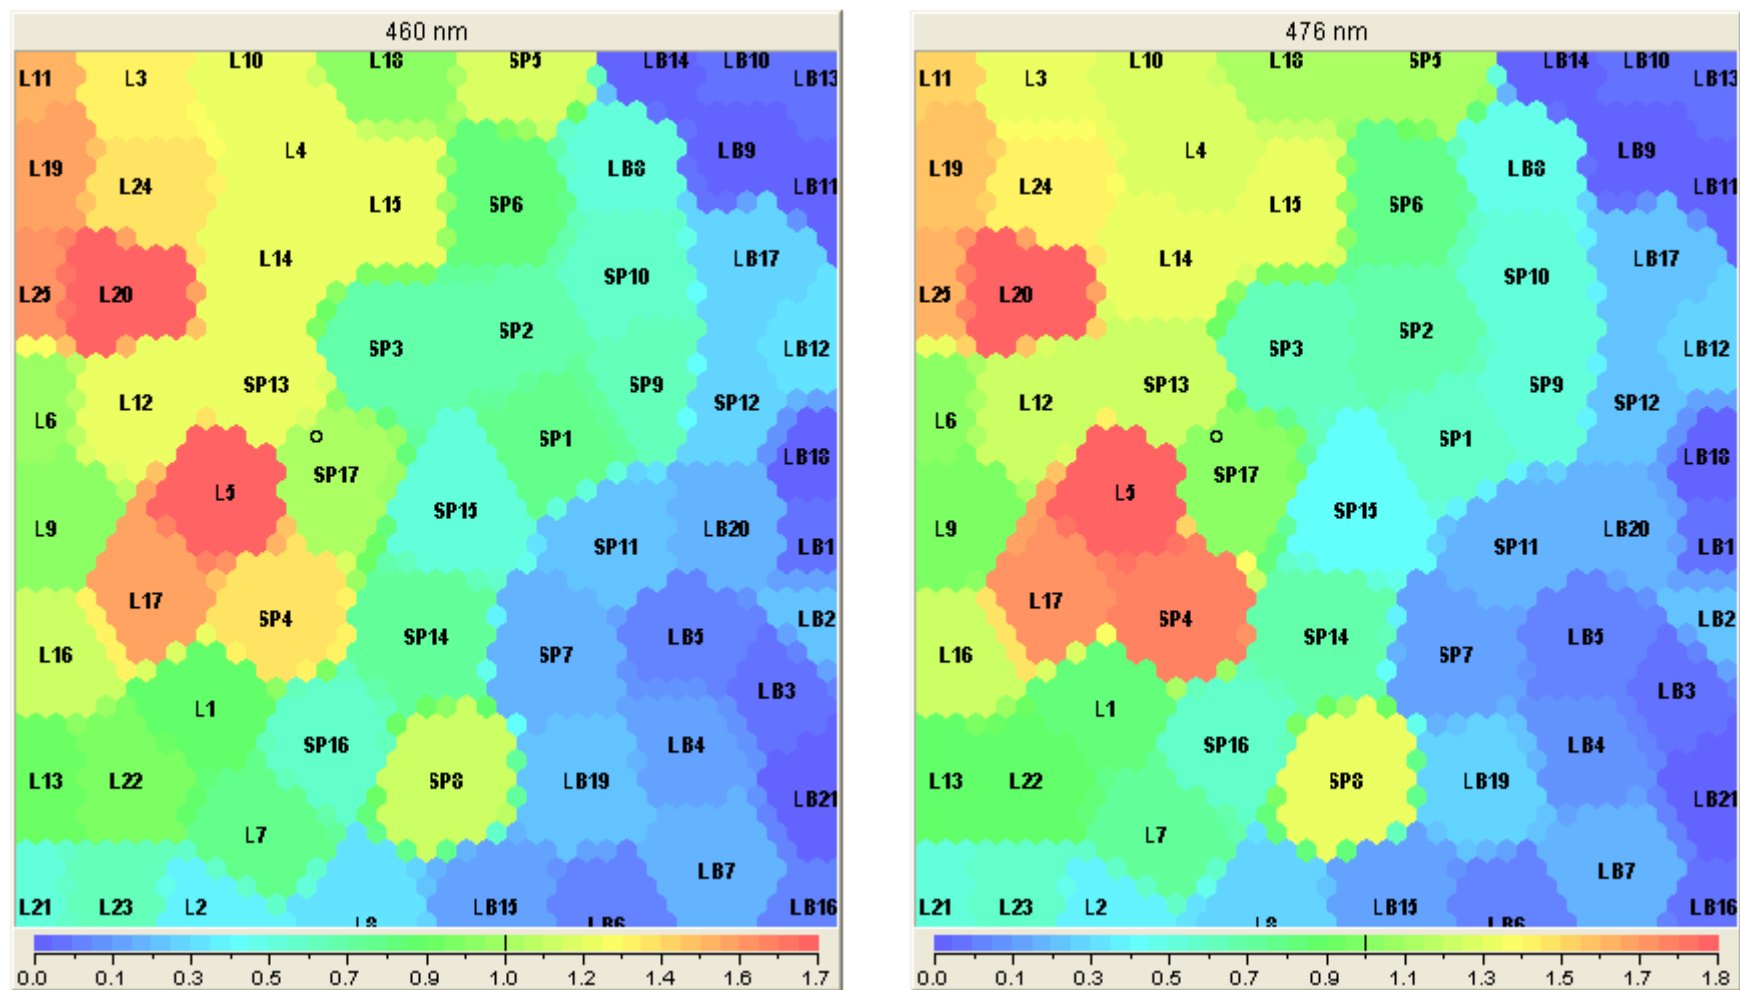 460 nm
L10 L18 SP5 LB14 LB10
L11 L3 LB13
L4 LB9
L19 LB8
L24 LB11
L15 SP6
L14 LB17
SP10
L25 L20
SP2
SP3 LB12
SP13 SP9
L12 SP12
L6 SP1
LB18
SP17
L5
SP15
L9 LB20
SP11 LB1
L17
SP4 LB2
SP14 LB5
L16 SP7
LB3
L1
SP16 LB4
L13 L22 SP8 LB19
LB21
L7
LB7
L21 L23 L2 LB15 LB16
L8 LB6
0.0 0.1 0.3 0.5 0.7 0.9 1.0 1.2 1.4 1.6 1.7
476 nm
L10 L18 SP5 LB14 LB10
L11 L3 LB13
L4 LB9
L19 LB8
L24 LB11
L15 SP6
L14 LB17
SP10
L25 L20
SP2
SP3 LB12
SP13 SP9
L12 SP12
L6 SP1
LB18
SP17
L5
SP15
L9 LB20
SP11 LB1
L17
SP4 LB2
SP14 LB5
L16 SP7
LB3
L1
SP16 LB4
L13 L22 SP8 LB19
LB21
L7
LB7
L21 L23 L2 LB15 LB16
L8 LB6
0.0 0.1 0.3 0.5 0.7 0.9 1.1 1.3 1.5 1.7 1.8